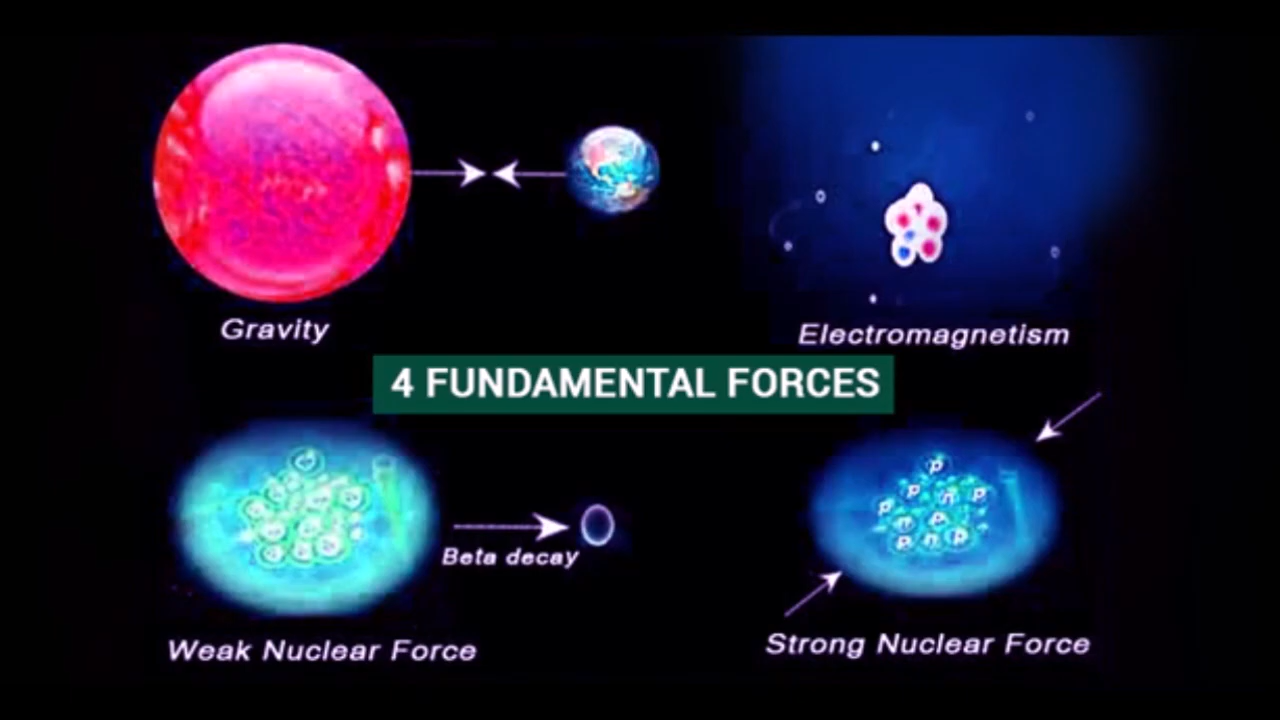 Gravity
Electromagnetism
4 FUNDAMENTAL FORCES
p
p
n
p
p
n
p
p
n
p
Beta decay
Weak Nuclear Force
Strong Nuclear Force